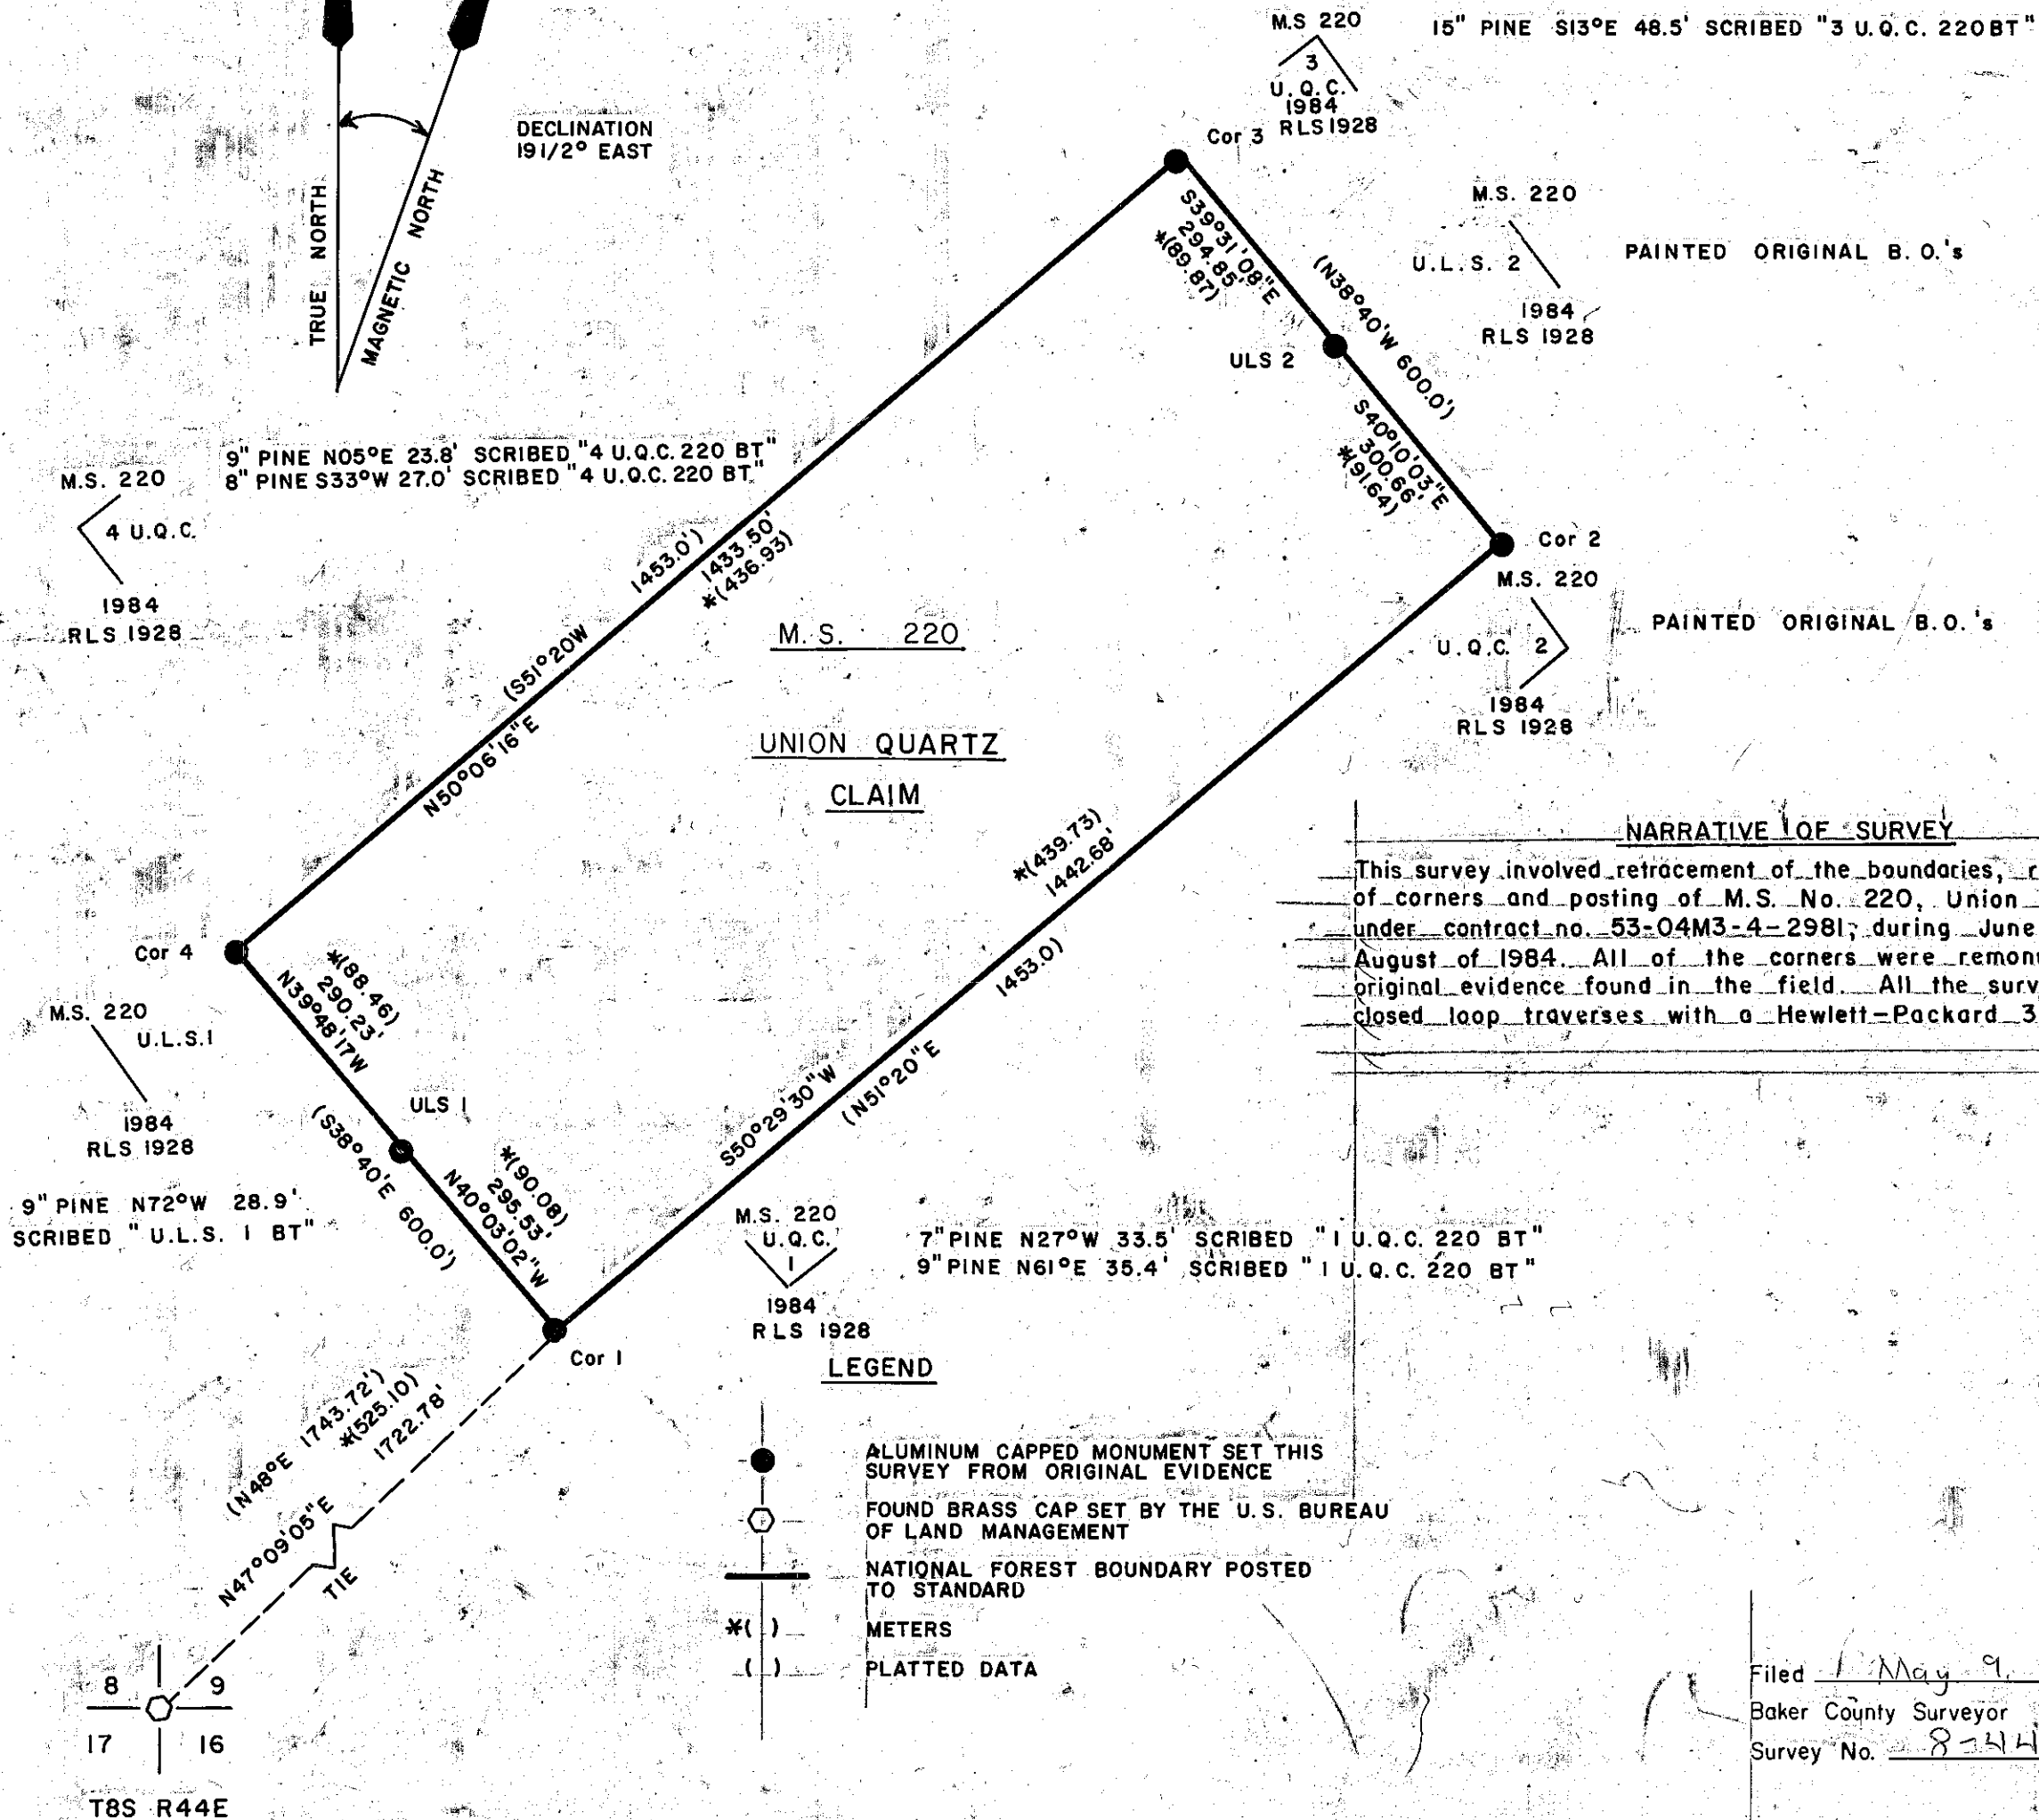 M.S 220
3
U.Q.C.
1984
RLS 1928
15" PINE S13°E 48.5' SCRIBED "3 U.Q.C. 220 BT"
DECLINATION
19 1/2° EAST
TRUE NORTH
MAGNETIC NORTH
Cor 3
S39°31'08"E
294.85'
*(89.87)
(N38°40'W 600.0')
M.S. 220
U.L.S. 2
1984
RLS 1928
PAINTED ORIGINAL B.O.'s
ULS 2
S40°10'03"E
300.66'
*(91.64)
9" PINE N05°E 23.8' SCRIBED "4 U.Q.C. 220 BT"
8" PINE S33°W 27.0' SCRIBED "4 U.Q.C. 220 BT"
M.S. 220
4 U.Q.C.
1984
RLS 1928
Cor 2
M.S. 220
U.Q.C. 2
1984
RLS 1928
PAINTED ORIGINAL B.O.'s
(S51°20W 1453.0')
N50°06'16"E 1433.50'
*(436.93)
M.S. 220
UNION QUARTZ
CLAIM
*(439.73)
S50°29'30"W 1442.68'
(N51°20"E 1453.0)
NARRATIVE OF SURVEY
This survey involved retracement of the boundaries, r
of corners and posting of M.S. No. 220, Union
under contract no. 53-04M3-4-2981, during June
August of 1984. All of the corners were remon
original evidence found in the field. All the surv
closed loop traverses with a Hewlett-Packard 3
Cor 4
*(88.46)
290.23'
N39°48'17W
M.S. 220
U.L.S.1
1984
RLS 1928
ULS 1
9" PINE N72°W 28.9'
SCRIBED "U.L.S. 1 BT"
(S38°40'E 600.0')
*(90.08)
295.53'
N40°03'02"W
M.S. 220
U.Q.C.
1
1984
RLS 1928
7" PINE N27°W 33.5' SCRIBED "1 U.Q.C. 220 BT"
9" PINE N61°E 35.4' SCRIBED "1 U.Q.C. 220 BT"
Cor 1
(N48°E 1743.72')
*(525.10)
N47°09'05"E 1722.78'
TIE
LEGEND
ALUMINUM CAPPED MONUMENT SET THIS
SURVEY FROM ORIGINAL EVIDENCE
FOUND BRASS CAP SET BY THE U.S. BUREAU
OF LAND MANAGEMENT
NATIONAL FOREST BOUNDARY POSTED
TO STANDARD
*( ) METERS
( ) PLATTED DATA
8 9
17 16
T8S R44E
Filed May 9,
Baker County Surveyor
Survey No. 8-44